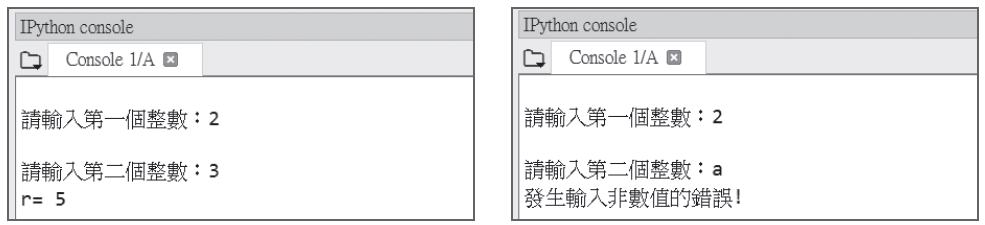 IPython console
Console 1/A
請輸入第一個整數：2
請輸入第二個整數：3
r= 5
IPython console
Console 1/A
請輸入第一個整數：2
請輸入第二個整數：a
發生輸入非數值的錯誤!